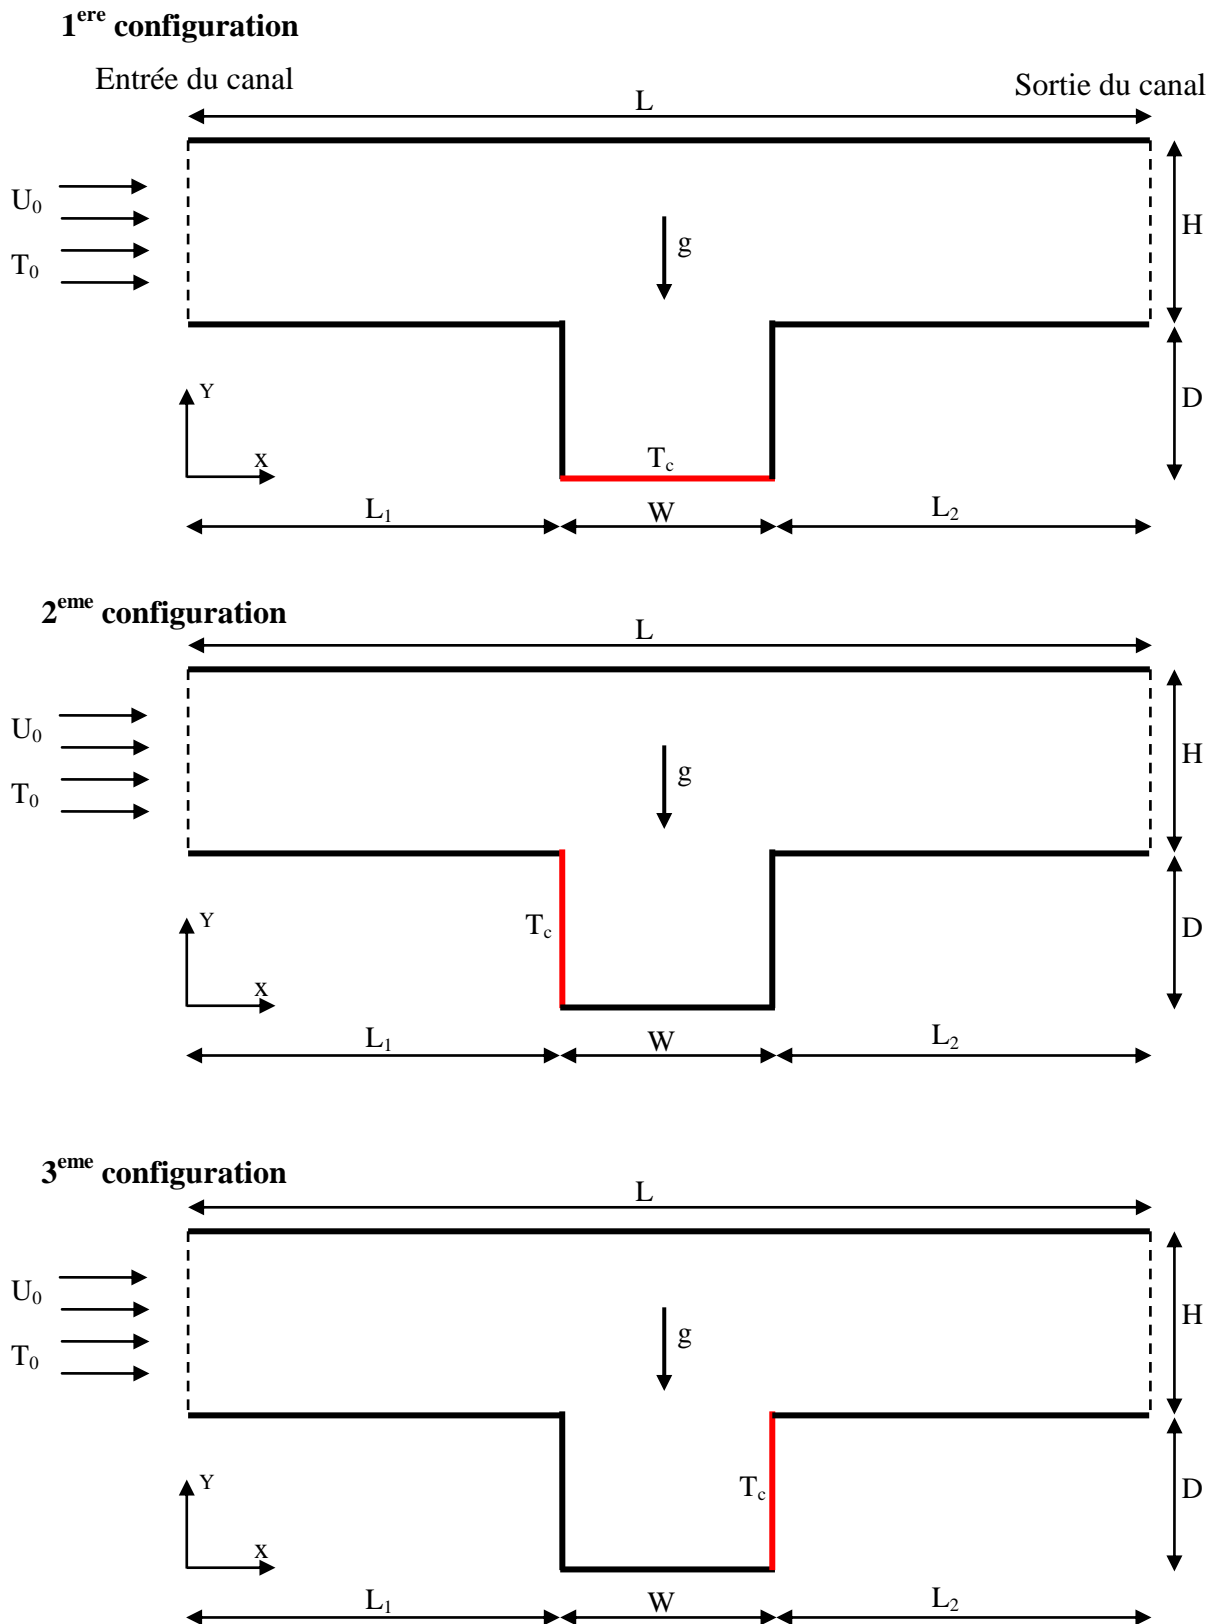 1ere configuration
Entrée du canal
Sortie du canal
L
U0
H
g
T0
Y
D
x
Tc
L1
W
L2
2eme configuration
L
U0
H
g
T0
Y
Tc
D
x
L1
W
L2
3eme configuration
L
U0
H
g
T0
Y
Tc
D
x
L1
W
L2